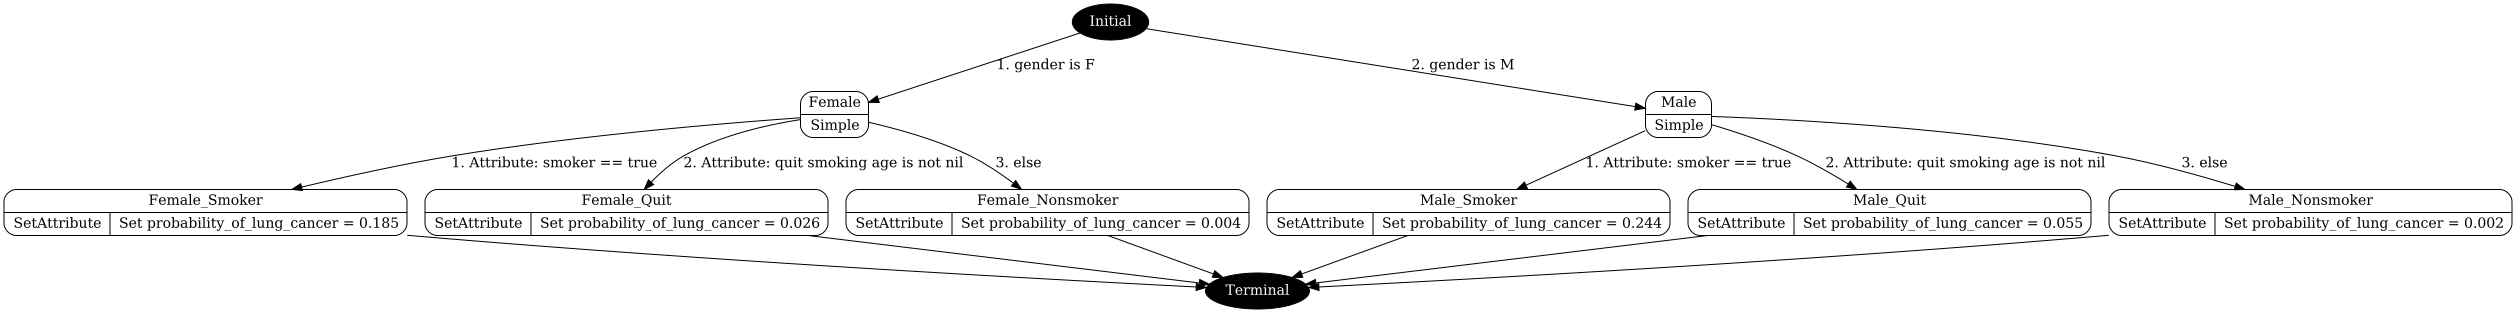 Initial
1. gender is F
2. gender is M
Female
Simple
Male
Simple
1. Attribute: smoker == true
2. Attribute: quit smoking age is not nil
3. else
1. Attribute: smoker == true
2. Attribute: quit smoking age is not nil
3. else
Female_Smoker
SetAttribute Set probability_of_lung_cancer = 0.185
Female_Quit
SetAttribute Set probability_of_lung_cancer = 0.026
Female_Nonsmoker
SetAttribute Set probability_of_lung_cancer = 0.004
Male_Smoker
SetAttribute Set probability_of_lung_cancer = 0.244
Male_Quit
SetAttribute Set probability_of_lung_cancer = 0.055
Male_Nonsmoker
SetAttribute Set probability_of_lung_cancer = 0.002
Terminal